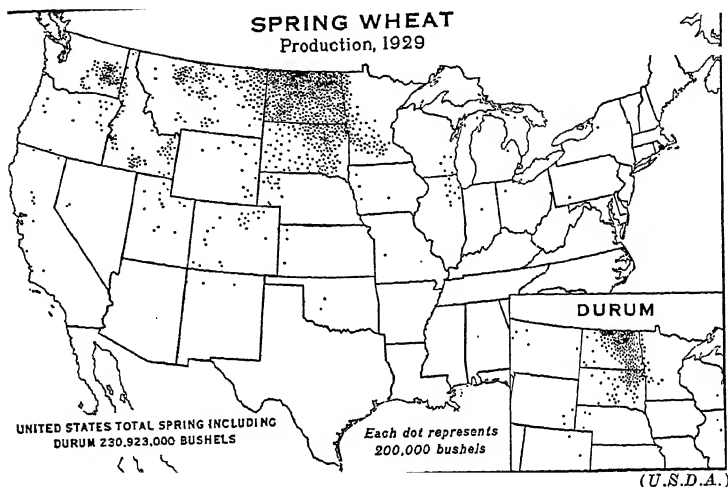 SPRING WHEAT
Production, 1929
DURUM
UNITED STATES TOTAL SPRING INCLUDING
DURUM 230,923,000 BUSHELS
Each dot represents
200,000 bushels
(U.S.D.A.)